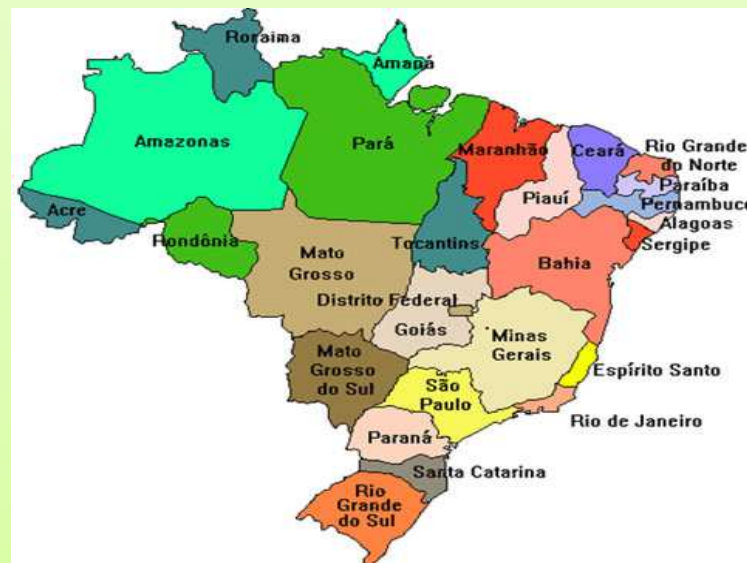 Roraima
Amaná
Amazonas
Pará
Maranhão
Ceará
Rio Grande
do Norte
Paraíba
Piauí
Pernambuco
Acre
Alagoas
Rondônia
Tocantins
Sergipe
Mato
Grosso
Bahia
Distrito Federal
Goiás
Minas
Gerais
Mato
Grosso
do Sul
Espírito Santo
São
Paulo
Rio de Janeiro
Paraná
Santa Catarina
Rio
Grande
do Sul